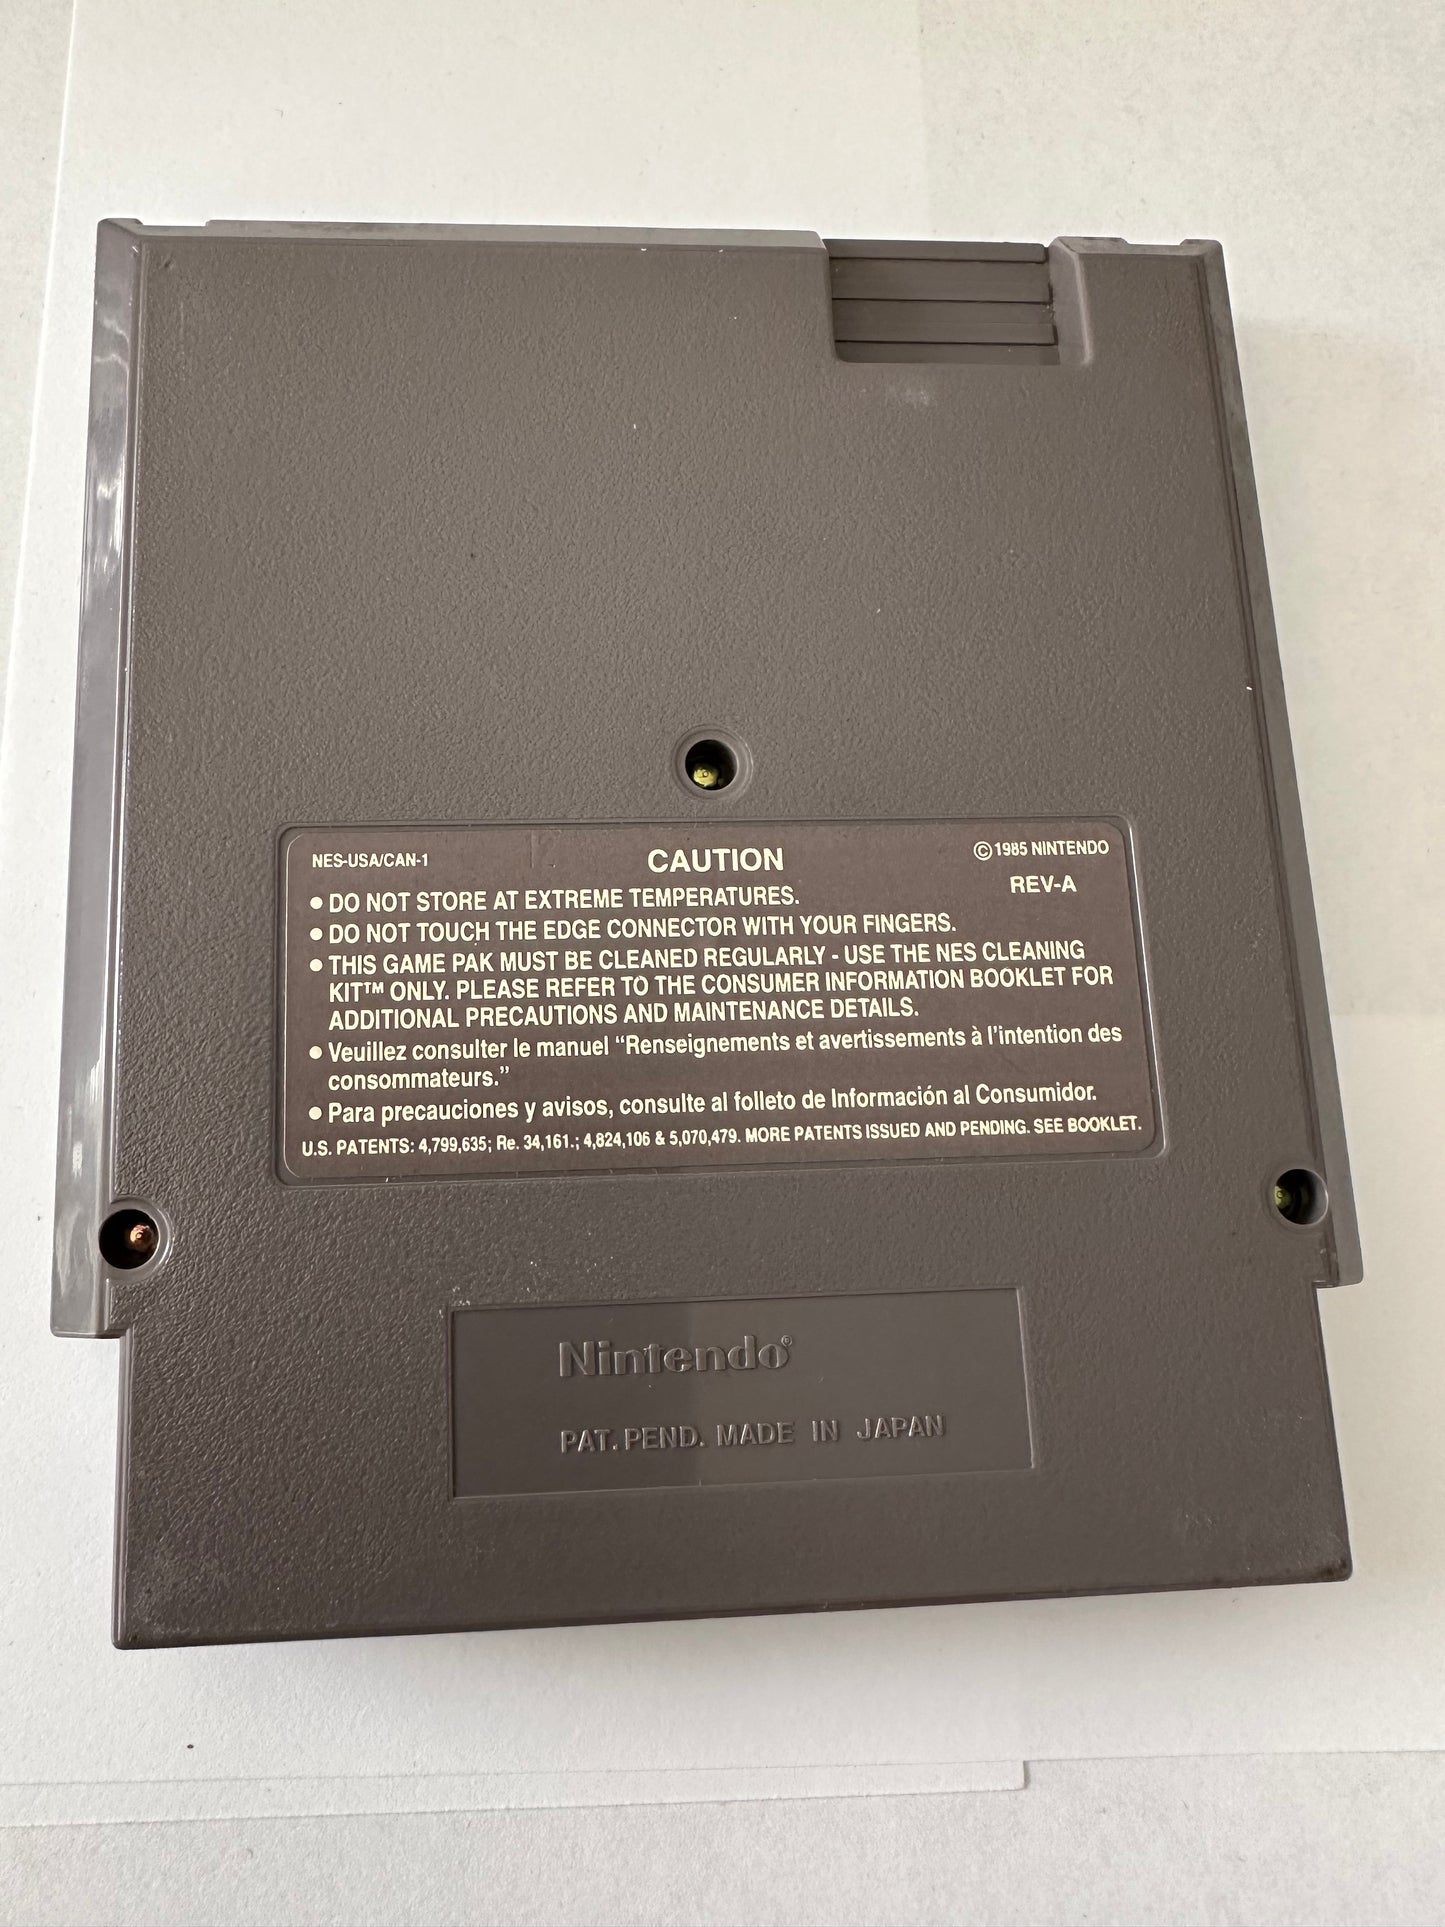 NES-USA/CAN-1 CAUTION © 1985 NINTENDO
REV-A
• DO NOT STORE AT EXTREME TEMPERATURES.
• DO NOT TOUCH THE EDGE CONNECTOR WITH YOUR FINGERS.
• THIS GAME PAK MUST BE CLEANED REGULARLY - USE THE NES CLEANING
KIT™ ONLY. PLEASE REFER TO THE CONSUMER INFORMATION BOOKLET FOR
ADDITIONAL PRECAUTIONS AND MAINTENANCE DETAILS.
• Veuillez consulter le manuel “Renseignements et avertissements à l’intention des
consommateurs.”
• Para precauciones y avisos, consulte al folleto de Información al Consumidor.
U.S. PATENTS: 4,799,635; Re. 34,161.; 4,824,106 & 5,070,479. MORE PATENTS ISSUED AND PENDING. SEE BOOKLET.
Nintendo®
PAT. PEND. MADE IN JAPAN